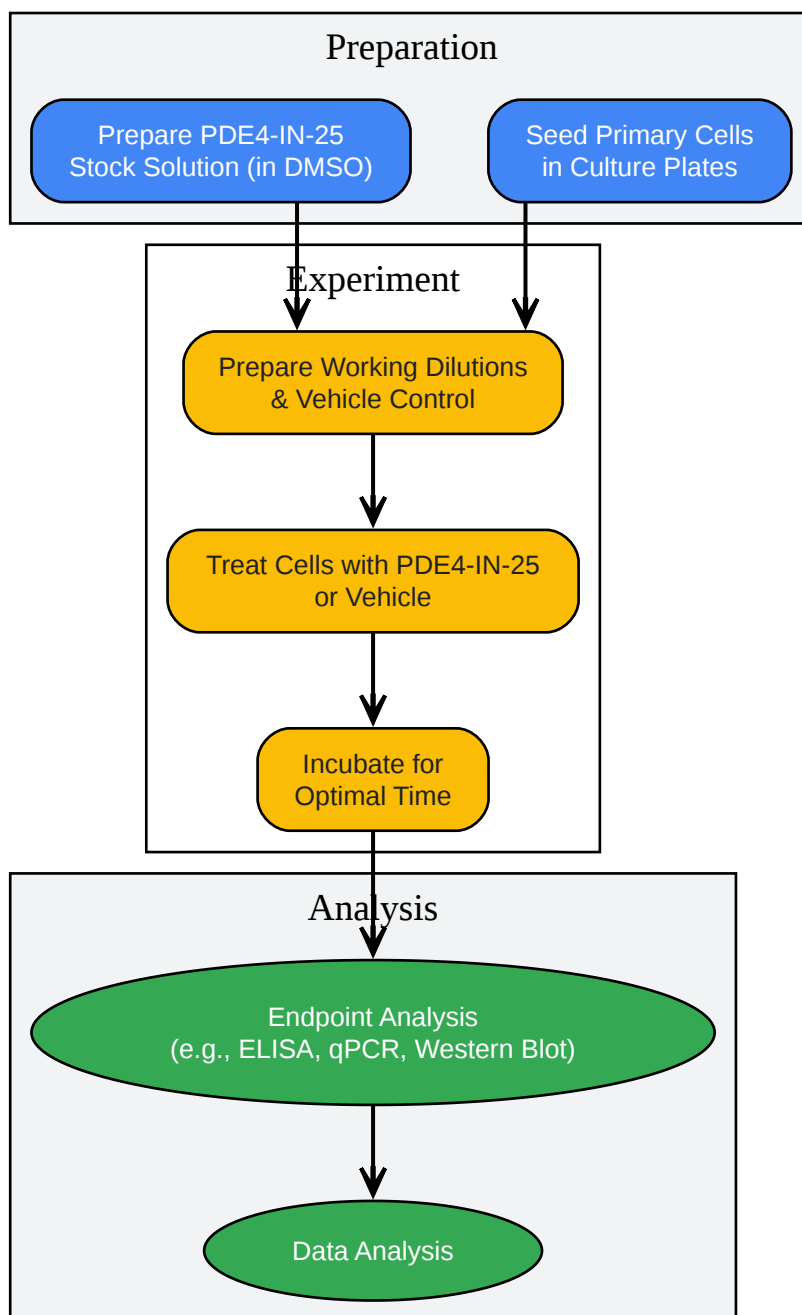 Preparation
Prepare PDE4-IN-25
Stock Solution (in DMSO)
Seed Primary Cells
in Culture Plates
Experiment
Prepare Working Dilutions
& Vehicle Control
Treat Cells with PDE4-IN-25
or Vehicle
Incubate for
Optimal Time
Analysis
Endpoint Analysis
(e.g., ELISA, qPCR, Western Blot)
Data Analysis